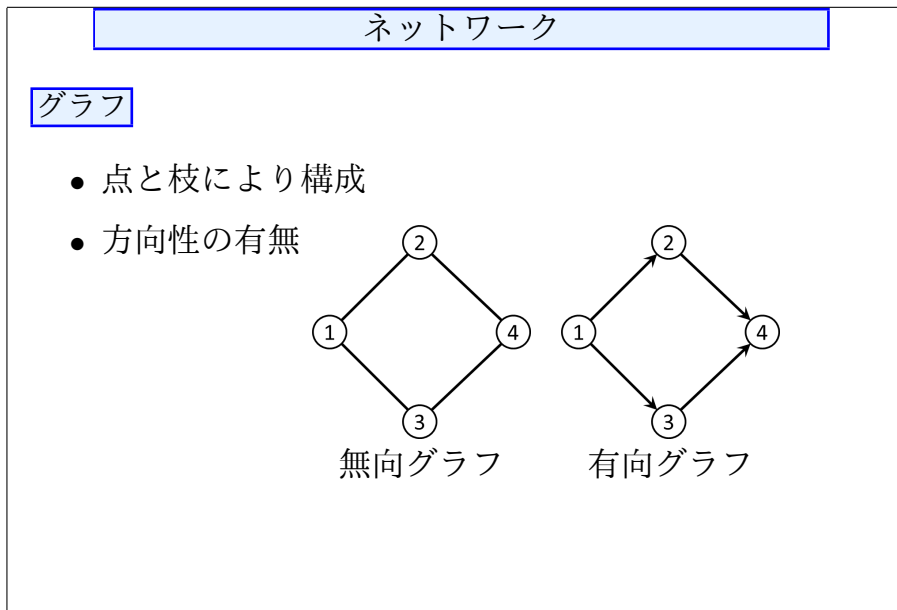 ネットワーク
グラフ
• 点と枝により構成
• 方向性の有無
2
1
4
3
無向グラフ
2
1
4
3
有向グラフ